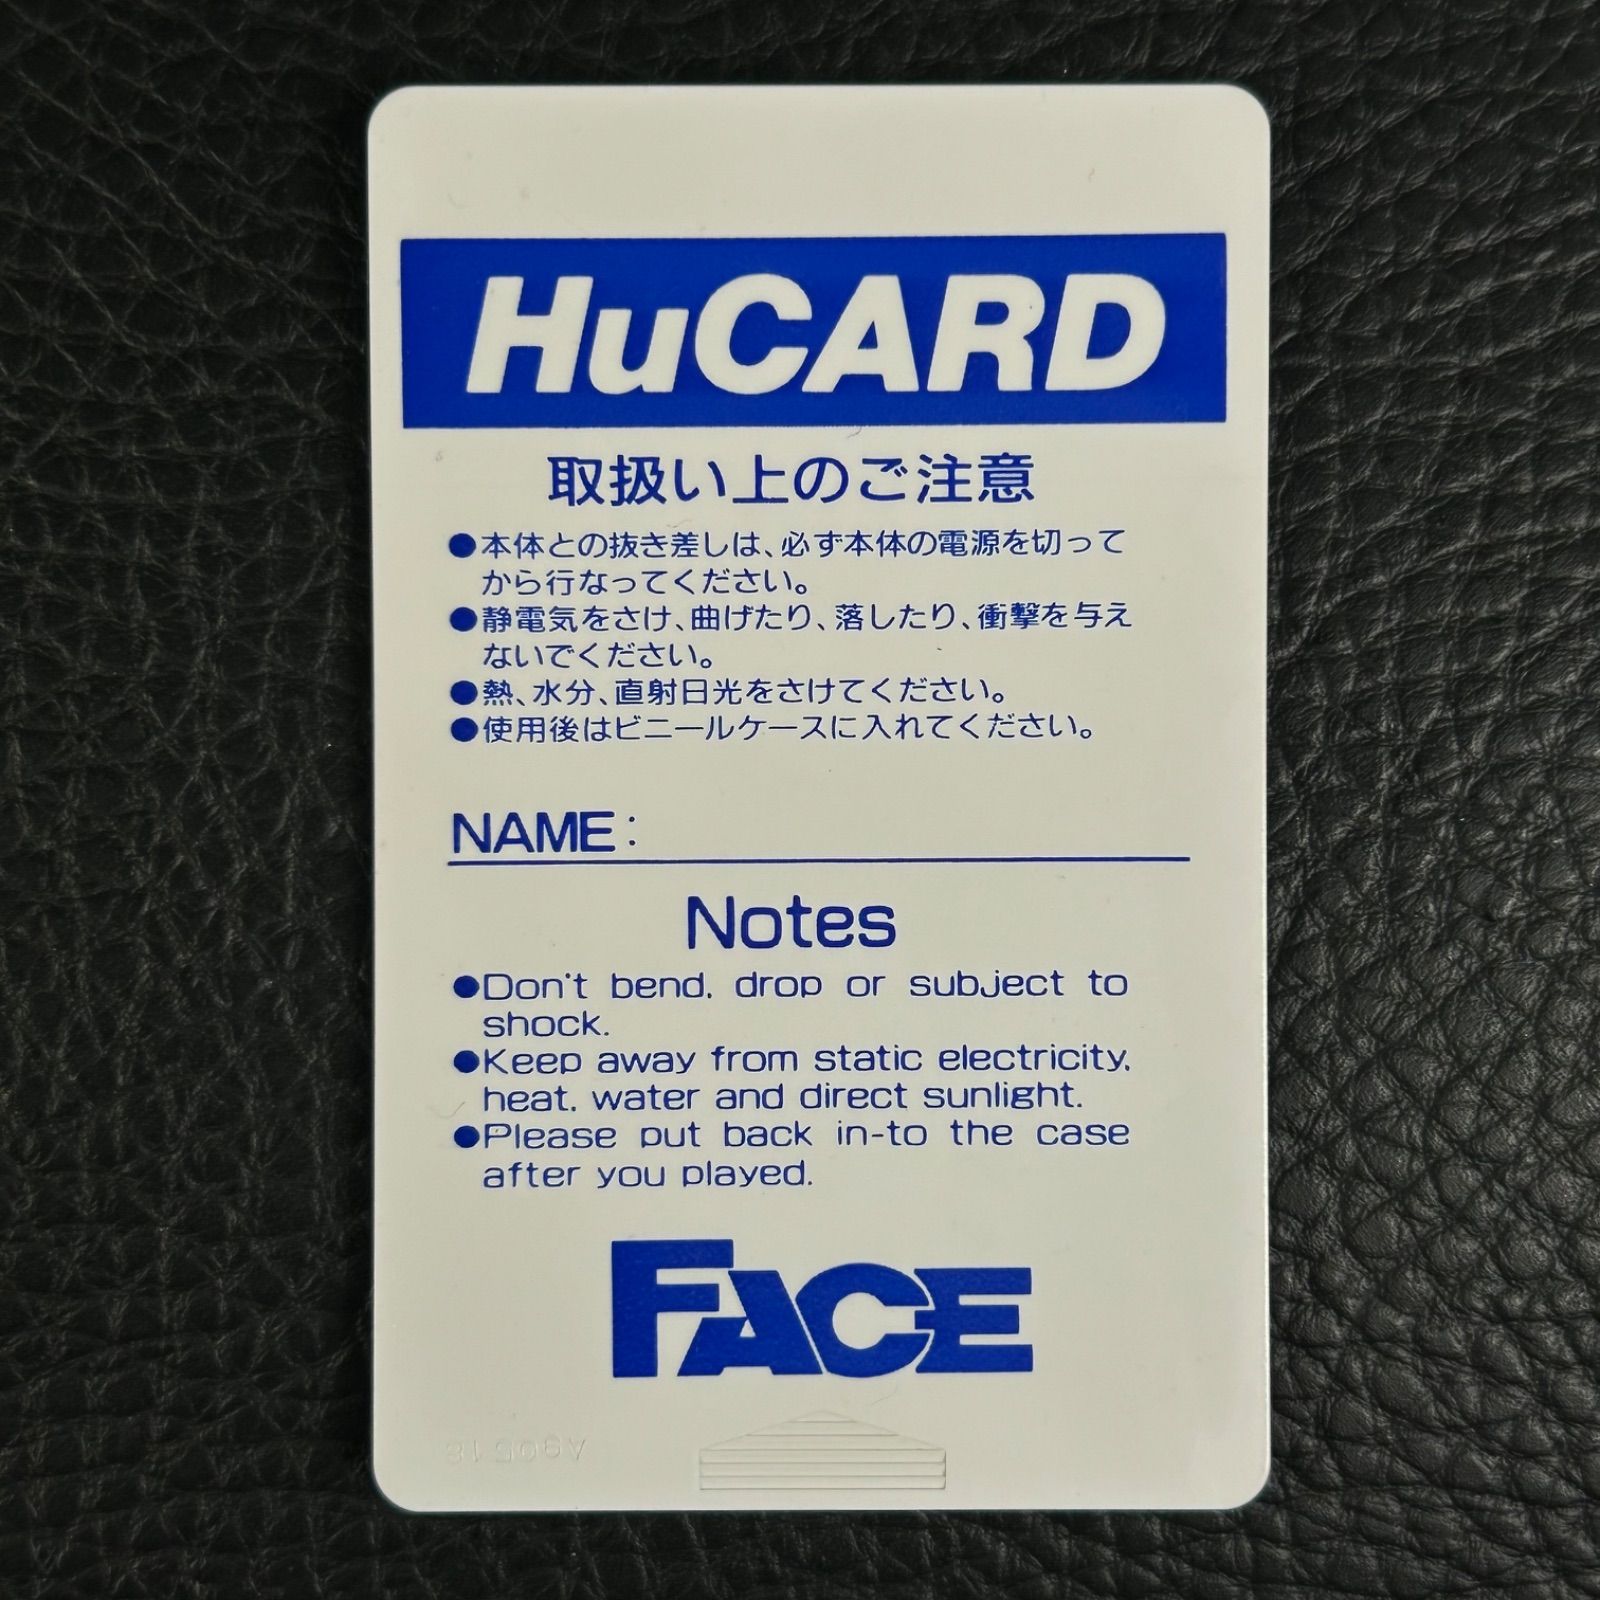 HuCARD
取扱い上のご注意
●本体との抜き差しは、必ず本体の電源を切って
から行なってください。
●静電気をさけ、曲げたり、落したり、衝撃を与え
ないでください。
●熱、水分、直射日光をさけてください。
●使用後はビニールケースに入れてください。
NAME:
Notes
●Don't bend, drop or subject to
shock.
●Keep away from static electricity,
heat, water and direct sunlight.
●Please put back in-to the case
after you played.
FACE